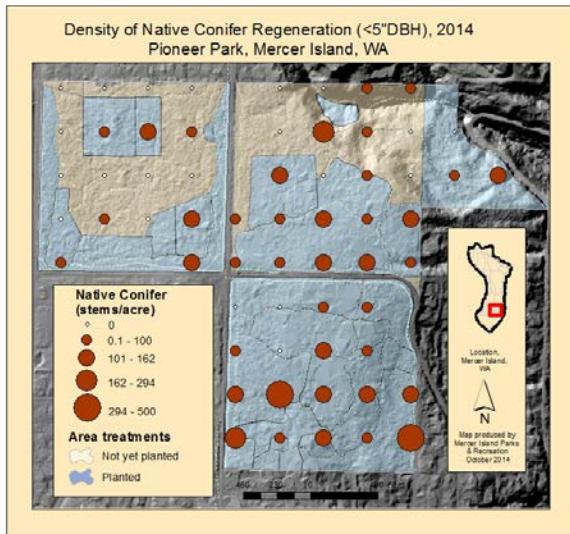 Density of Native Conifer Regeneration (<5"DBH), 2014
Pioneer Park, Mercer Island, WA
Native Conifer
(stems/acre)
0
0.1 - 100
101 - 162
162 - 294
294 - 500
Area treatments
Not yet planted
Planted
Location,
Mercer Island,
WA
N
Map produced by
Mercer Island Parks
& Recreation
October 2014